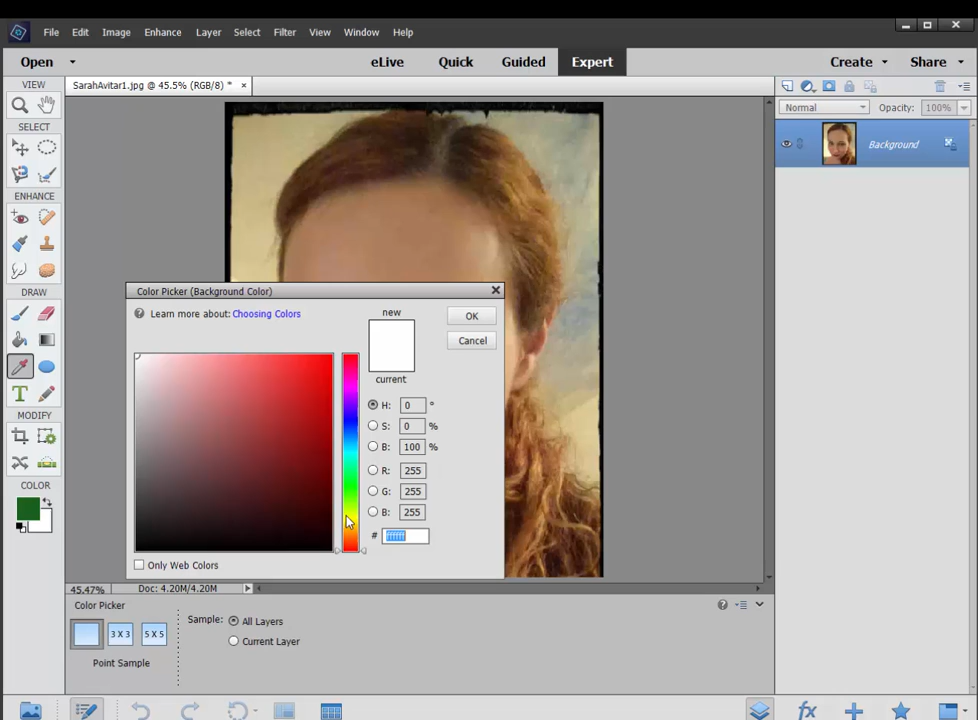 File Edit Image Enhance Layer Select Filter View Window Help
Open eLive Quick Guided Expert Create Share
VIEW
SarahAvitar1.jpg @ 45.5% (RGB/8) * ×
Normal Opacity: 100%
SELECT
Background
ENHANCE
DRAW
Color Picker (Background Color)
Learn more about: Choosing Colors
new
OK
Cancel
current
H: 0 °
S: 0 %
B: 100 %
R: 255
G: 255
B: 255
# ffffff
Only Web Colors
T
MODIFY
COLOR
45.47% Doc: 4.20M/4.20M
Color Picker
Sample: All Layers
3 X 3 5 X 5
Current Layer
Point Sample
fx